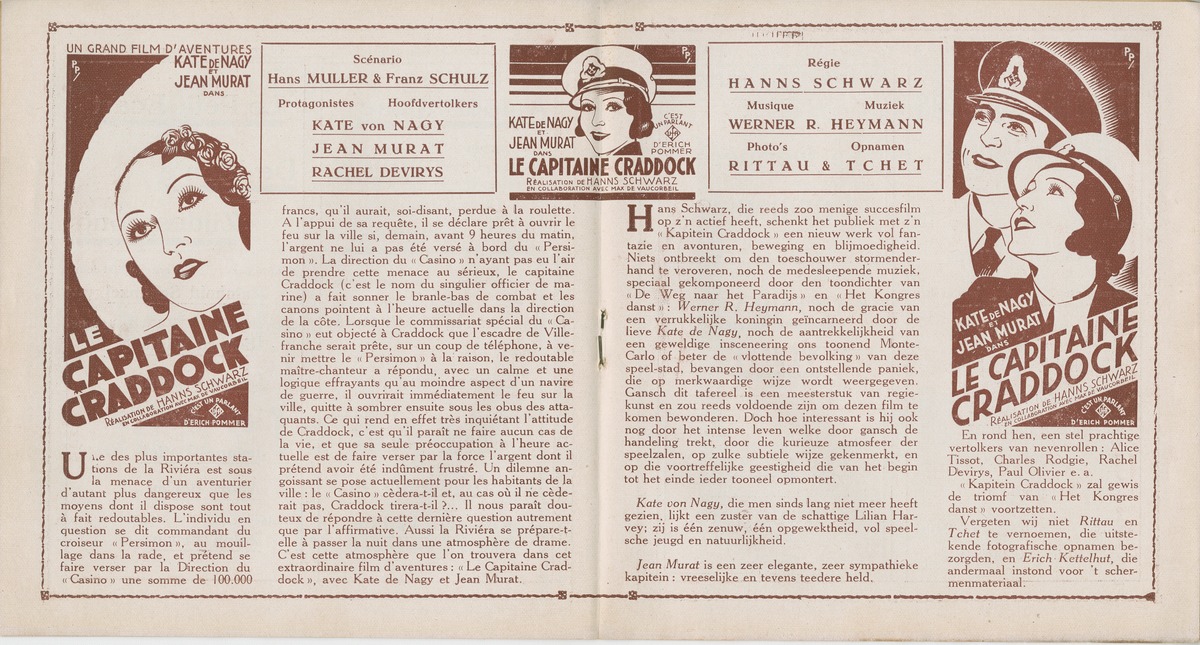 UN GRAND FILM D'AVENTURES
KATE DE NAGY
ET
JEAN MURAT
DANS
LE
CAPITAINE
CRADDOCK
RÉALISATION DE HANNS SCHWARZ
EN COLLABORATION AVEC MAX DE VAUCORBEIL
C'EST UN PARLANT
UFA
D'ERICH POMMER
Scénario
Hans MULLER & Franz SCHULZ
Protagonistes Hoofdvertolkers
KATE von NAGY
JEAN MURAT
RACHEL DEVIRYS
KATE DE NAGY
ET
JEAN MURAT
DANS
C'EST
UN PARLANT
UFA
D'ERICH
POMMER
LE CAPITAINE CRADDOCK
RÉALISATION DE HANNS SCHWARZ
EN COLLABORATION AVEC MAX DE VAUCORBEIL
Régie
HANNS SCHWARZ
Musique Muziek
WERNER R. HEYMANN
Photo's Opnamen
RITTAU & TCHET
KATE DE NAGY
ET
JEAN MURAT
DANS
LE CAPITAINE
CRADDOCK
RÉALISATION DE HANNS SCHWARZ
EN COLLABORATION AVEC MAX DE VAUCORBEIL
C'EST UN PARLANT
UFA
D'ERICH POMMER
Une des plus importantes sta-
tions de la Riviéra est sous
la menace d'un aventurier
d'autant plus dangereux que les
moyens dont il dispose sont tout
à fait redoutables. L'individu en
question se dit commandant du
croiseur « Persimon », au mouil-
lage dans la rade, et prétend se
faire verser par la Direction du
« Casino » une somme de 100.000
francs, qu'il aurait, soi-disant, perdue à la roulette.
A l'appui de sa requête, il se déclare prêt à ouvrir le
feu sur la ville si, demain, avant 9 heures du matin,
l'argent ne lui a pas été versé à bord du « Persi-
mon ». La direction du « Casino » n'ayant pas eu l'air
de prendre cette menace au sérieux, le capitaine
Craddock (c'est le nom du singulier officier de ma-
rine) a fait sonner le branle-bas de combat et les
canons pointent à l'heure actuelle dans la direction
de la côte. Lorsque le commissariat spécial du « Ca-
sino » eut objecté à Craddock que l'escadre de Ville-
franche serait prête, sur un coup de téléphone, à ve-
nir mettre le « Persimon » à la raison, le redoutable
maître-chanteur a répondu, avec un calme et une
logique effrayants qu'au moindre aspect d'un navire
de guerre, il ouvrirait immédiatement le feu sur la
ville, quitte à sombrer ensuite sous les obus des atta-
quants. Ce qui rend en effet très inquiétant l'attitude
de Craddock, c'est qu'il paraît ne faire aucun cas de
la vie, et que sa seule préoccupation à l'heure ac-
tuelle est de faire verser par la force l'argent dont il
prétend avoir été indûment frustré. Un dilemne an-
goissant se pose actuellement pour les habitants de la
ville : le « Casino » cèdera-t-il et, au cas où il ne cède-
rait pas, Craddock tirera-t-il ?... Il nous paraît dou-
teux de répondre à cette dernière question autrement
que par l'affirmative. Aussi la Riviéra se prépare-t-
elle à passer la nuit dans une atmosphère de drame.
C'est cette atmosphère que l'on trouvera dans cet
extraordinaire film d'aventures : « Le Capitaine Crad-
dock », avec Kate de Nagy et Jean Murat.
Hans Schwarz, die reeds zoo menige succesfilm
op z'n actief heeft, schenkt het publiek met z'n
« Kapitein Craddock » een nieuw werk vol fan-
tazie en avonturen, beweging en blijmoedigheid.
Niets ontbreekt om den toeschouwer stormender-
hand te veroveren, noch de medesleepende muziek,
speciaal gekomponeerd door den toondichter van
« De Weg naar het Paradijs » en « Het Kongres
danst » : Werner R. Heymann, noch de gracie van
een verrukkelijke koningin geïncarneerd door de
lieve Kate de Nagy, noch de aantrekkelijkheid van
een geweldige insceneering ons toonend Monte-
Carlo of beter de « vlottende bevolking » van deze
speel-stad, bevangen door een ontstellende paniek,
die op merkwaardige wijze wordt weergegeven.
Gansch dit tafereel is een meesterstuk van regie-
kunst en zou reeds voldoende zijn om dezen film te
komen bewonderen. Doch hoe interessant is hij ook
nog door het intense leven welke door gansch de
handeling trekt, door die kurieuze atmosfeer der
speelzalen, op zulke subtiele wijze gekenmerkt, en
op die voortreffelijke geestigheid die van het begin
tot het einde ieder tooneel opmontert.
Kate von Nagy, die men sinds lang niet meer heeft
gezien, lijkt een zuster van de schattige Lilian Har-
vey; zij is één zenuw, één opgewektheid, vol speel-
sche jeugd en natuurlijkheid.
Jean Murat is een zeer elegante, zeer sympathieke
kapitein : vreeselijke en tevens teedere held.
En rond hen, een stel prachtige
vertolkers van nevenrollen : Alice
Tissot, Charles Rodgie, Rachel
Devirys, Paul Olivier e. a.
« Kapitein Craddock » zal gewis
de triomf van « Het Kongres
danst » voortzetten.
Vergeten wij niet Rittau en
Tchet te vernoemen, die uitste-
kende fotografische opnamen be-
zorgden, en Erich Kettelhut, die
andermaal instond voor 't scher-
menmateriaal.